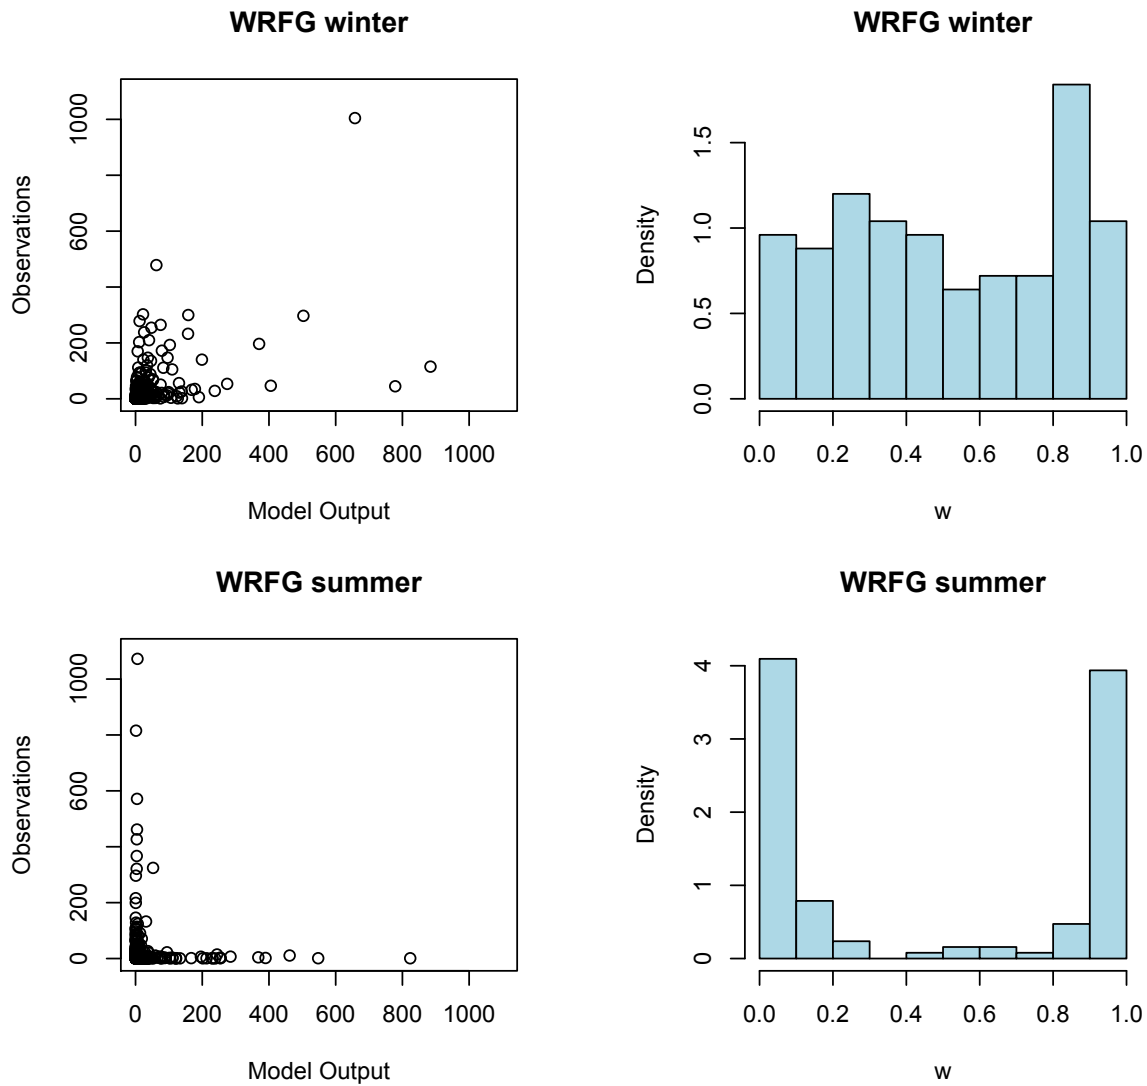 WRFG winter
Observations
0
200
600
1000
0 200 400 600 800 1000
Model Output
WRFG winter
Density
0.0
0.5
1.0
1.5
0.0 0.2 0.4 0.6 0.8 1.0
w
WRFG summer
Observations
0
200
600
1000
0 200 400 600 800 1000
Model Output
WRFG summer
Density
0
1
2
3
4
0.0 0.2 0.4 0.6 0.8 1.0
w